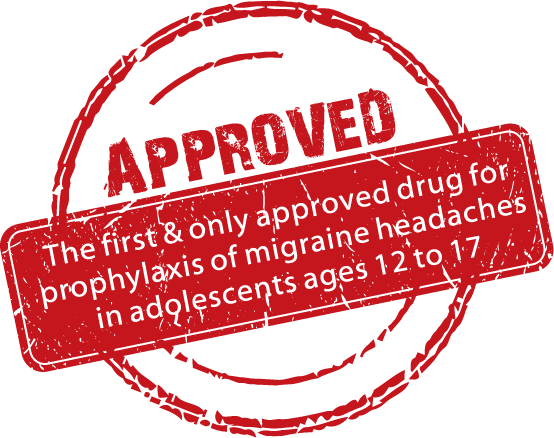 APPROVED
The first & only approved drug for
prophylaxis of migraine headaches
in adolescents ages 12 to 17